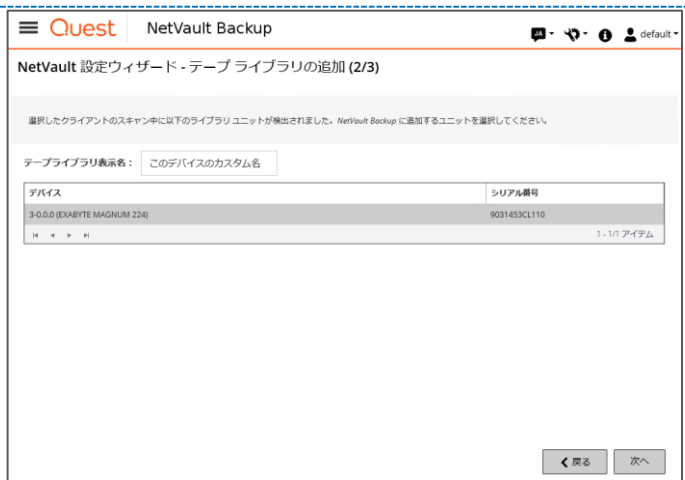 Quest NetVault Backup JA default
NetVault 設定ウィザード - テープ ライブラリの追加 (2/3)
選択したクライアントのスキャン中に以下のライブラリ ユニットが検出されました。NetVault Backup に追加するユニットを選択してください。
テープライブラリ表示名： このデバイスのカスタム名
デバイス シリアル番号
3-0.0.0 (EXABYTE MAGNUM 224) 9031453CL110
1 - 1/1 アイテム
戻る 次へ